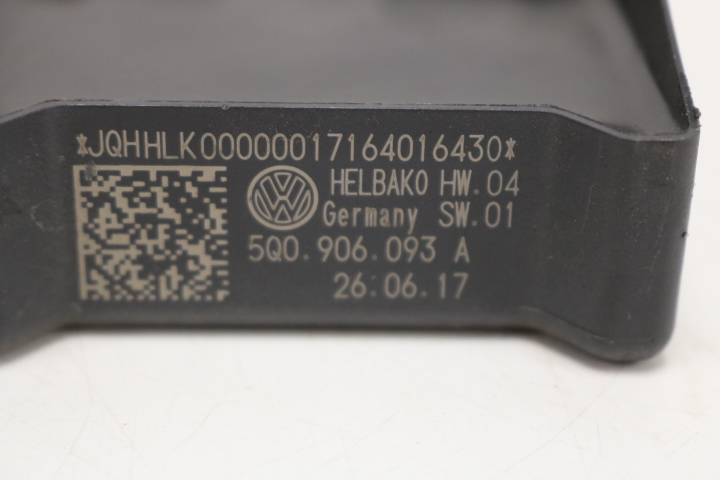 *JQHHLK00000017164016430*
HELBAKO HW.04
Germany SW.01
5Q0.906.093 A
26:06.17